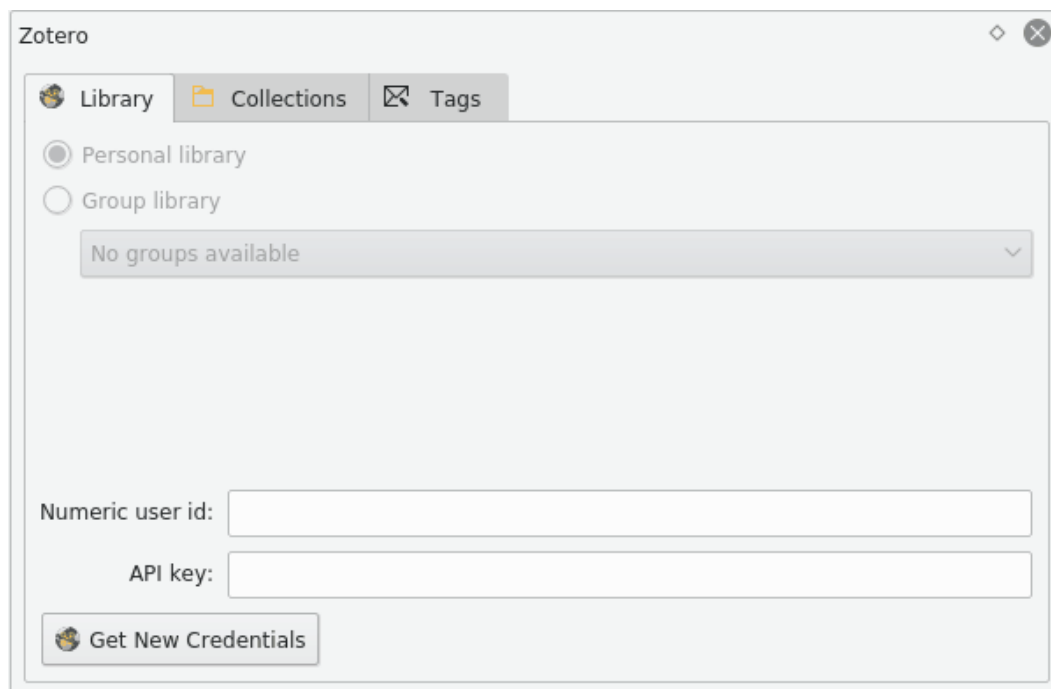 Zotero
Library Collections Tags
Personal library
Group library
No groups available
Numeric user id:
API key:
Get New Credentials